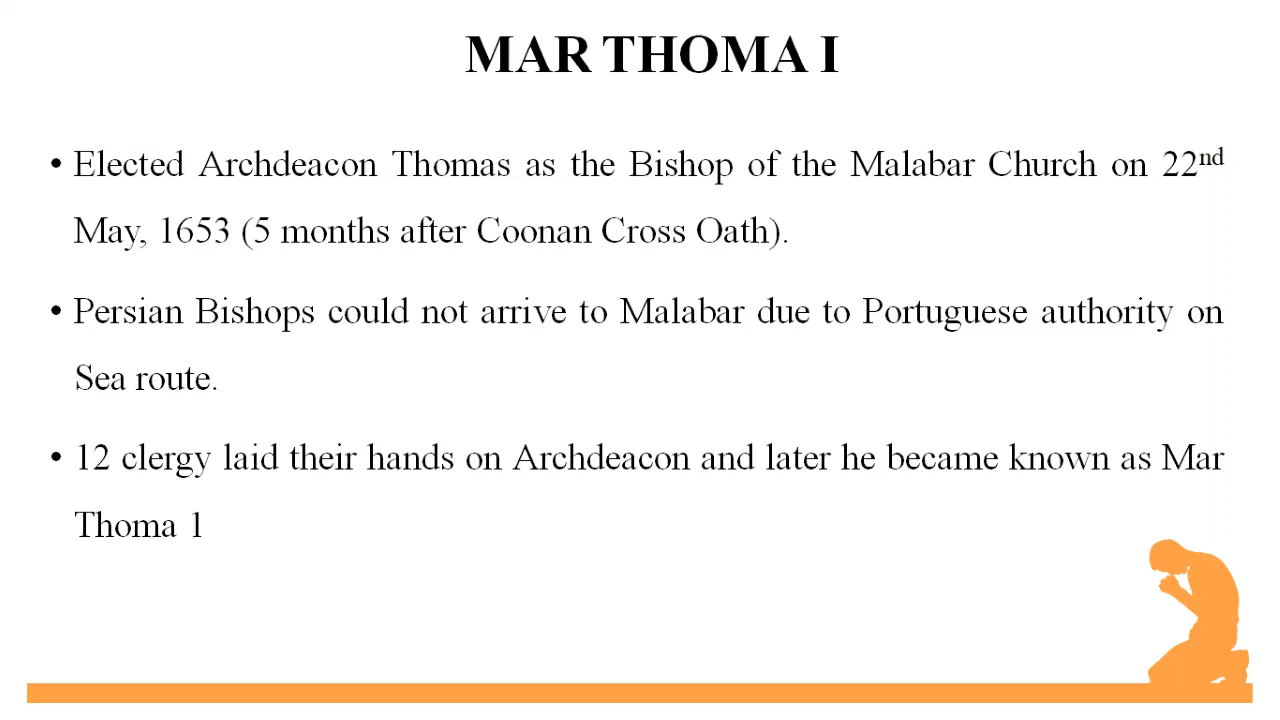 MAR THOMA I
• Elected Archdeacon Thomas as the Bishop of the Malabar Church on 22nd
May, 1653 (5 months after Coonan Cross Oath).
• Persian Bishops could not arrive to Malabar due to Portuguese authority on
Sea route.
• 12 clergy laid their hands on Archdeacon and later he became known as Mar
Thoma 1